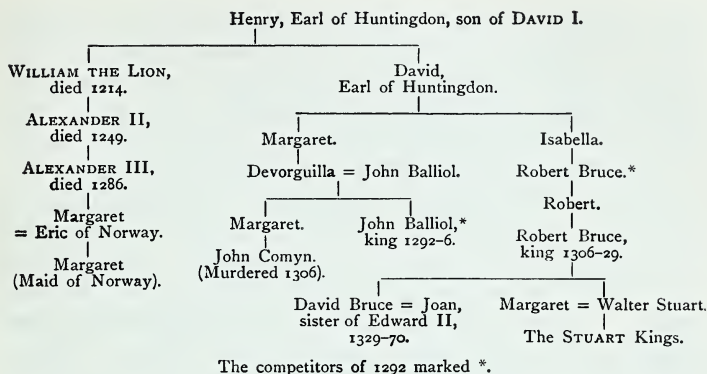 Henry, Earl of Huntingdon, son of DAVID I.
WILLIAM THE LION,
died 1214.
ALEXANDER II,
died 1249.
ALEXANDER III,
died 1286.
Margaret
= Eric of Norway.
Margaret
(Maid of Norway).
David,
Earl of Huntingdon.
Margaret.
Devorguilla = John Balliol.
Margaret.
John Comyn.
(Murdered 1306).
John Balliol,*
king 1292-6.
Isabella.
Robert Bruce.*
Robert.
Robert Bruce,
king 1306-29.
David Bruce = Joan,
sister of Edward II,
1329-70.
Margaret = Walter Stuart.
The STUART Kings.
The competitors of 1292 marked *.